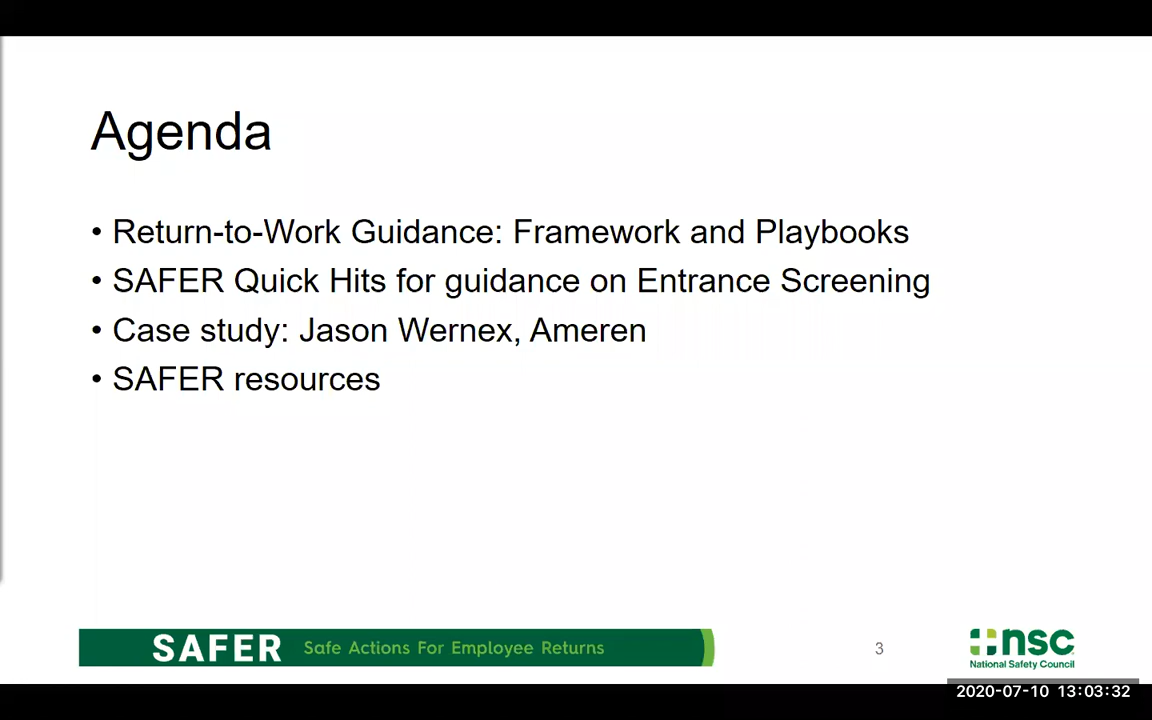 Agenda
• Return-to-Work Guidance: Framework and Playbooks
• SAFER Quick Hits for guidance on Entrance Screening
• Case study: Jason Wernex, Ameren
• SAFER resources
SAFER Safe Actions For Employee Returns
3
nsc
National Safety Council
2020-07-10 13:03:32